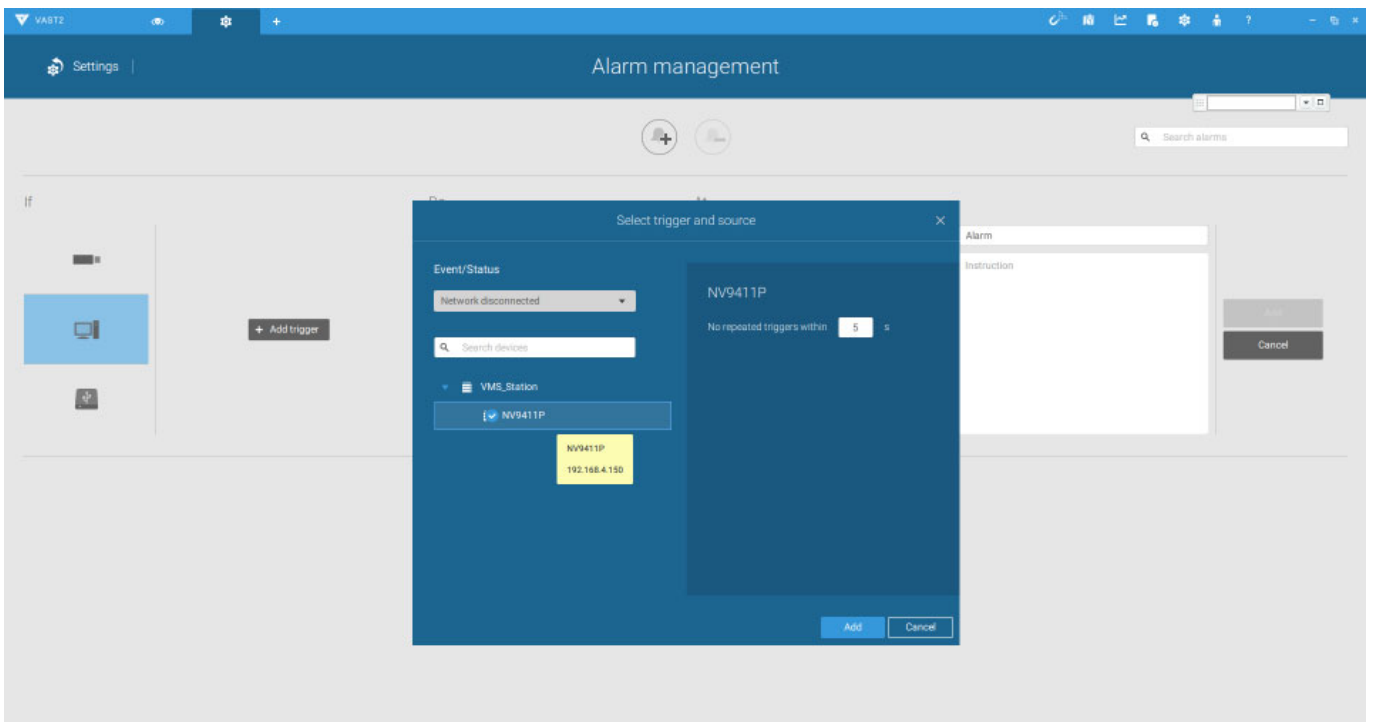 VAST2
Settings
Alarm management
Search alarms
If
Select trigger and source
Event/Status
Network disconnected
Search devices
VMS_Station
NV9411P
NV9411P
192.168.4.150
NV9411P
No repeated triggers within 5 s
Add
Cancel
+ Add trigger
Alarm
Instruction
Add
Cancel